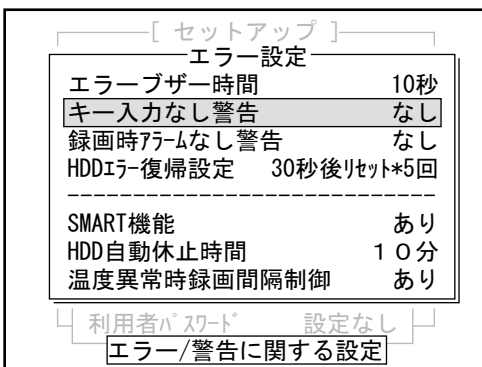 [ セットアップ ]
エラー設定
エラーブザー時間 10秒
キー入力なし警告 なし
録画時ｱﾗｰﾑなし警告 なし
HDDｴﾗｰ復帰設定 30秒後ﾘｾｯﾄ*5回
----------------------------
SMART機能 あり
HDD自動休止時間 １０分
温度異常時録画間隔制御 あり
利用者ﾊﾟｽﾜｰﾄﾞ 設定なし
エラー/警告に関する設定